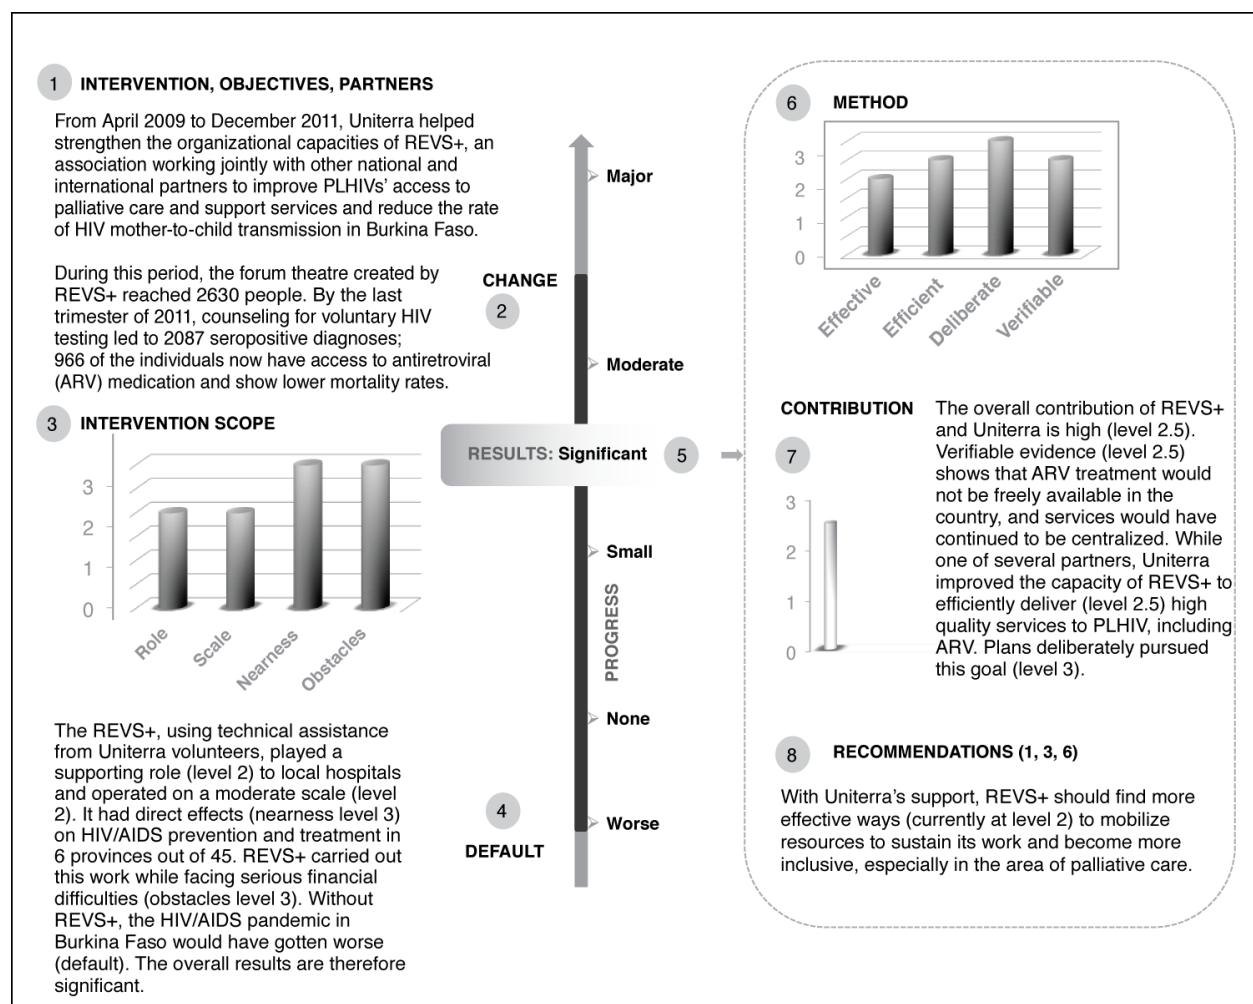 1 INTERVENTION, OBJECTIVES, PARTNERS
From April 2009 to December 2011, Uniterra helped
strengthen the organizational capacities of REVS+, an
association working jointly with other national and
international partners to improve PLHIVs' access to
palliative care and support services and reduce the rate
of HIV mother-to-child transmission in Burkina Faso.
During this period, the forum theatre created by
REVS+ reached 2630 people. By the last
trimester of 2011, counseling for voluntary HIV
testing led to 2087 seropositive diagnoses;
966 of the individuals now have access to antiretroviral
(ARV) medication and show lower mortality rates.
3 INTERVENTION SCOPE
3
2
1
0
Role
Scale
Nearness
Obstacles
The REVS+, using technical assistance
from Uniterra volunteers, played a
supporting role (level 2) to local hospitals
and operated on a moderate scale (level
2). It had direct effects (nearness level 3)
on HIV/AIDS prevention and treatment in
6 provinces out of 45. REVS+ carried out
this work while facing serious financial
difficulties (obstacles level 3). Without
REVS+, the HIV/AIDS pandemic in
Burkina Faso would have gotten worse
(default). The overall results are therefore
significant.
CHANGE
2
Major
Moderate
RESULTS: Significant 5
Small
PROGRESS
None
4
Worse
DEFAULT
6 METHOD
3
2
1
0
Effective
Efficient
Deliberate
Verifiable
CONTRIBUTION
7
3
2
1
0
The overall contribution of REVS+
and Uniterra is high (level 2.5).
Verifiable evidence (level 2.5)
shows that ARV treatment would
not be freely available in the
country, and services would have
continued to be centralized. While
one of several partners, Uniterra
improved the capacity of REVS+ to
efficiently deliver (level 2.5) high
quality services to PLHIV, including
ARV. Plans deliberately pursued
this goal (level 3).
8 RECOMMENDATIONS (1, 3, 6)
With Uniterra's support, REVS+ should find more
effective ways (currently at level 2) to mobilize
resources to sustain its work and become more
inclusive, especially in the area of palliative care.